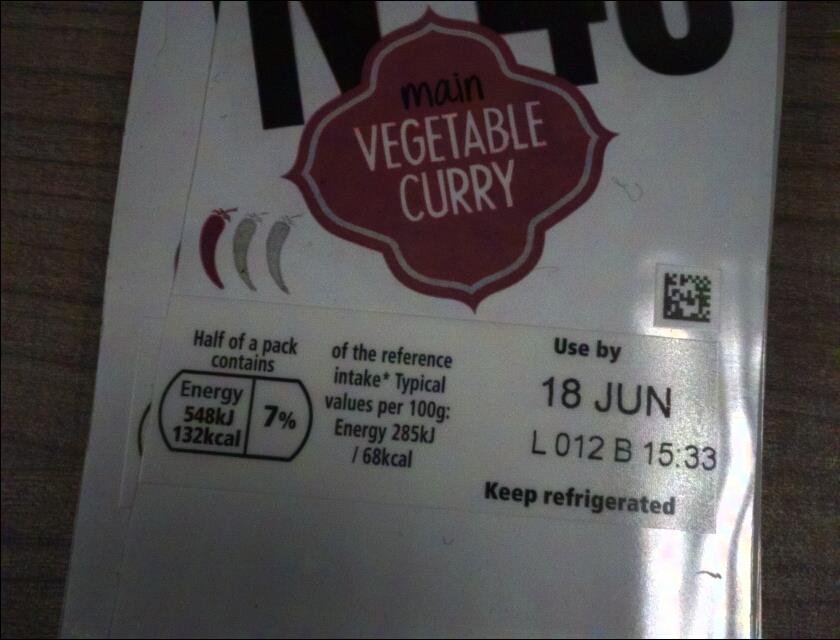 main
VEGETABLE
CURRY
Half of a pack
contains
Energy
548kJ
132kcal
7%
of the reference
intake* Typical
values per 100g:
Energy 285kJ
/ 68kcal
Use by
18 JUN
L 012 B 15:33
Keep refrigerated